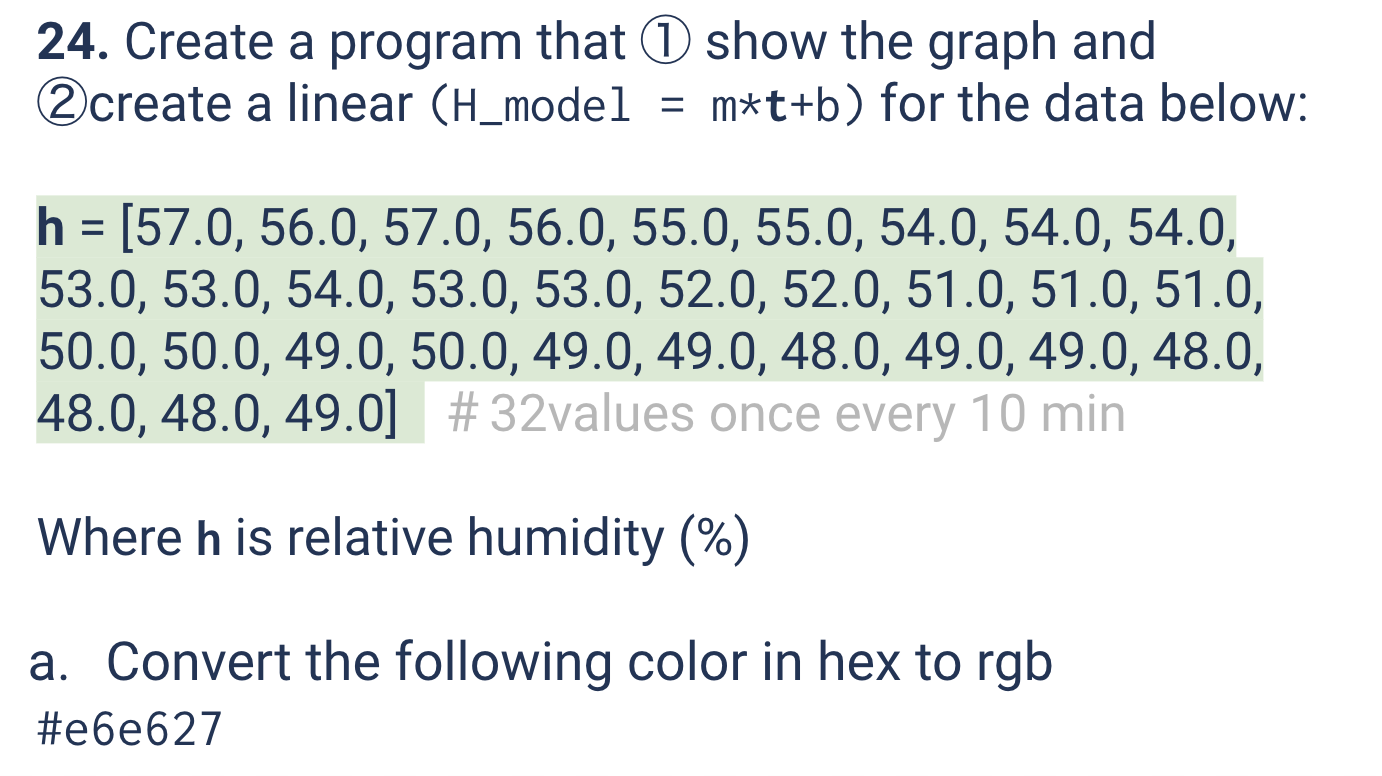 24. Create a program that ① show the graph and
②create a linear (H_model = m*t+b) for the data below:
h = [57.0, 56.0, 57.0, 56.0, 55.0, 55.0, 54.0, 54.0, 54.0,
53.0, 53.0, 54.0, 53.0, 53.0, 52.0, 52.0, 51.0, 51.0, 51.0,
50.0, 50.0, 49.0, 50.0, 49.0, 49.0, 48.0, 49.0, 49.0, 48.0,
48.0, 48.0, 49.0] # 32values once every 10 min
Where h is relative humidity (%)
a. Convert the following color in hex to rgb
#e6e627